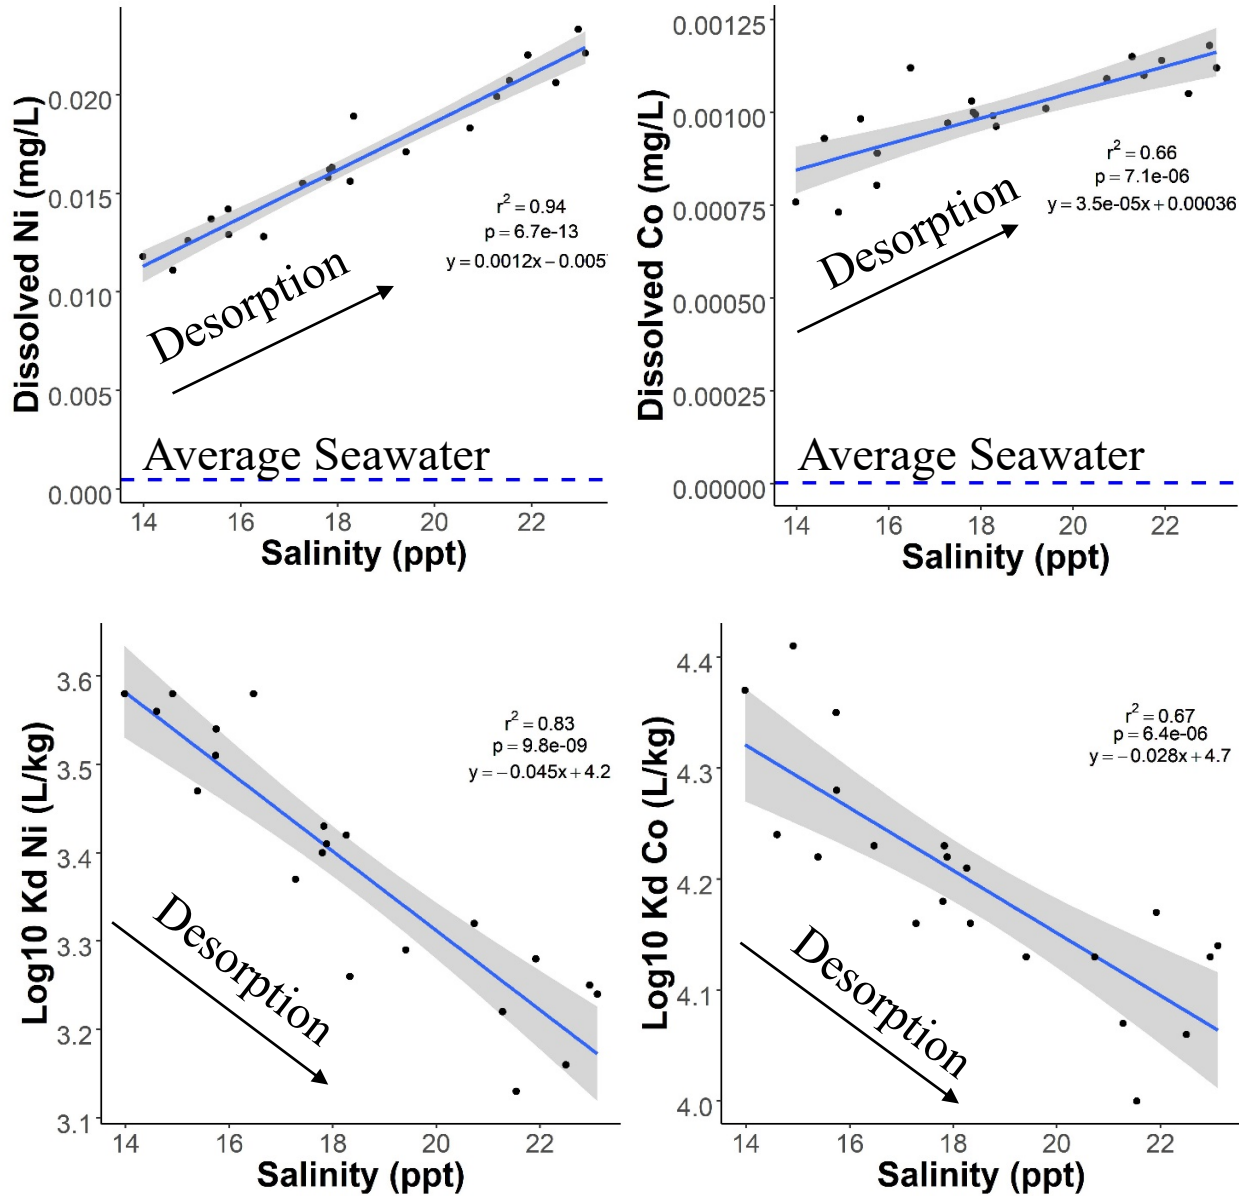 Dissolved Ni (mg/L)
0.020
0.015
0.010
0.005
0.000
r² = 0.94
p = 6.7e-13
y = 0.0012x − 0.005
Desorption
Average Seawater
14 16 18 20 22
Salinity (ppt)
Dissolved Co (mg/L)
0.00125
0.00100
0.00075
0.00050
0.00025
0.00000
r² = 0.66
p = 7.1e-06
y = 3.5e-05x + 0.00036
Desorption
Average Seawater
14 16 18 20 22
Salinity (ppt)
Log10 Kd Ni (L/kg)
3.6
3.5
3.4
3.3
3.2
3.1
r² = 0.83
p = 9.8e-09
y = −0.045x + 4.2
Desorption
14 16 18 20 22
Salinity (ppt)
Log10 Kd Co (L/kg)
4.4
4.3
4.2
4.1
4.0
r² = 0.67
p = 6.4e-06
y = −0.028x + 4.7
Desorption
14 16 18 20 22
Salinity (ppt)